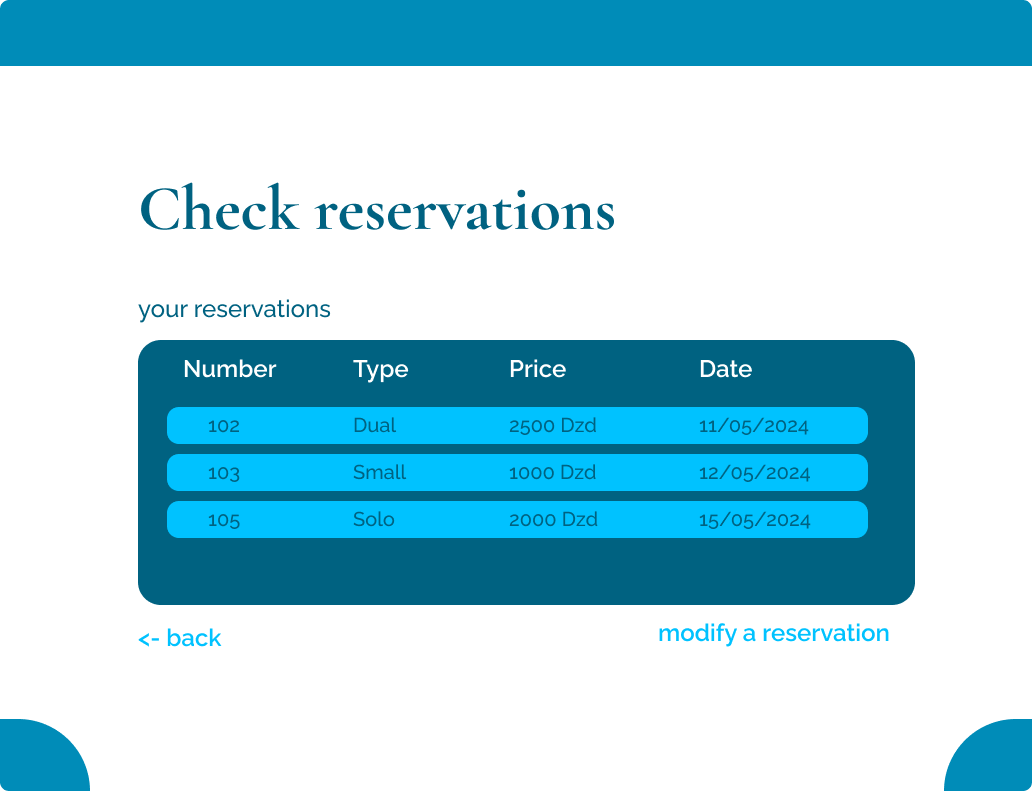 Check reservations
your reservations
Number Type Price Date
102 Dual 2500 Dzd 11/05/2024
103 Small 1000 Dzd 12/05/2024
105 Solo 2000 Dzd 15/05/2024
<- back
modify a reservation